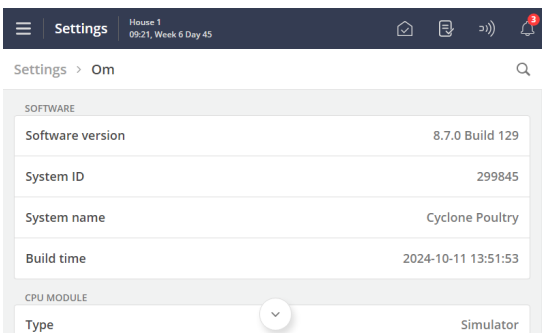 Settings
House 1
09:21, Week 6 Day 45
3
Settings > Om
SOFTWARE
Software version 8.7.0 Build 129
System ID 299845
System name Cyclone Poultry
Build time 2024-10-11 13:51:53
CPU MODULE
Type Simulator